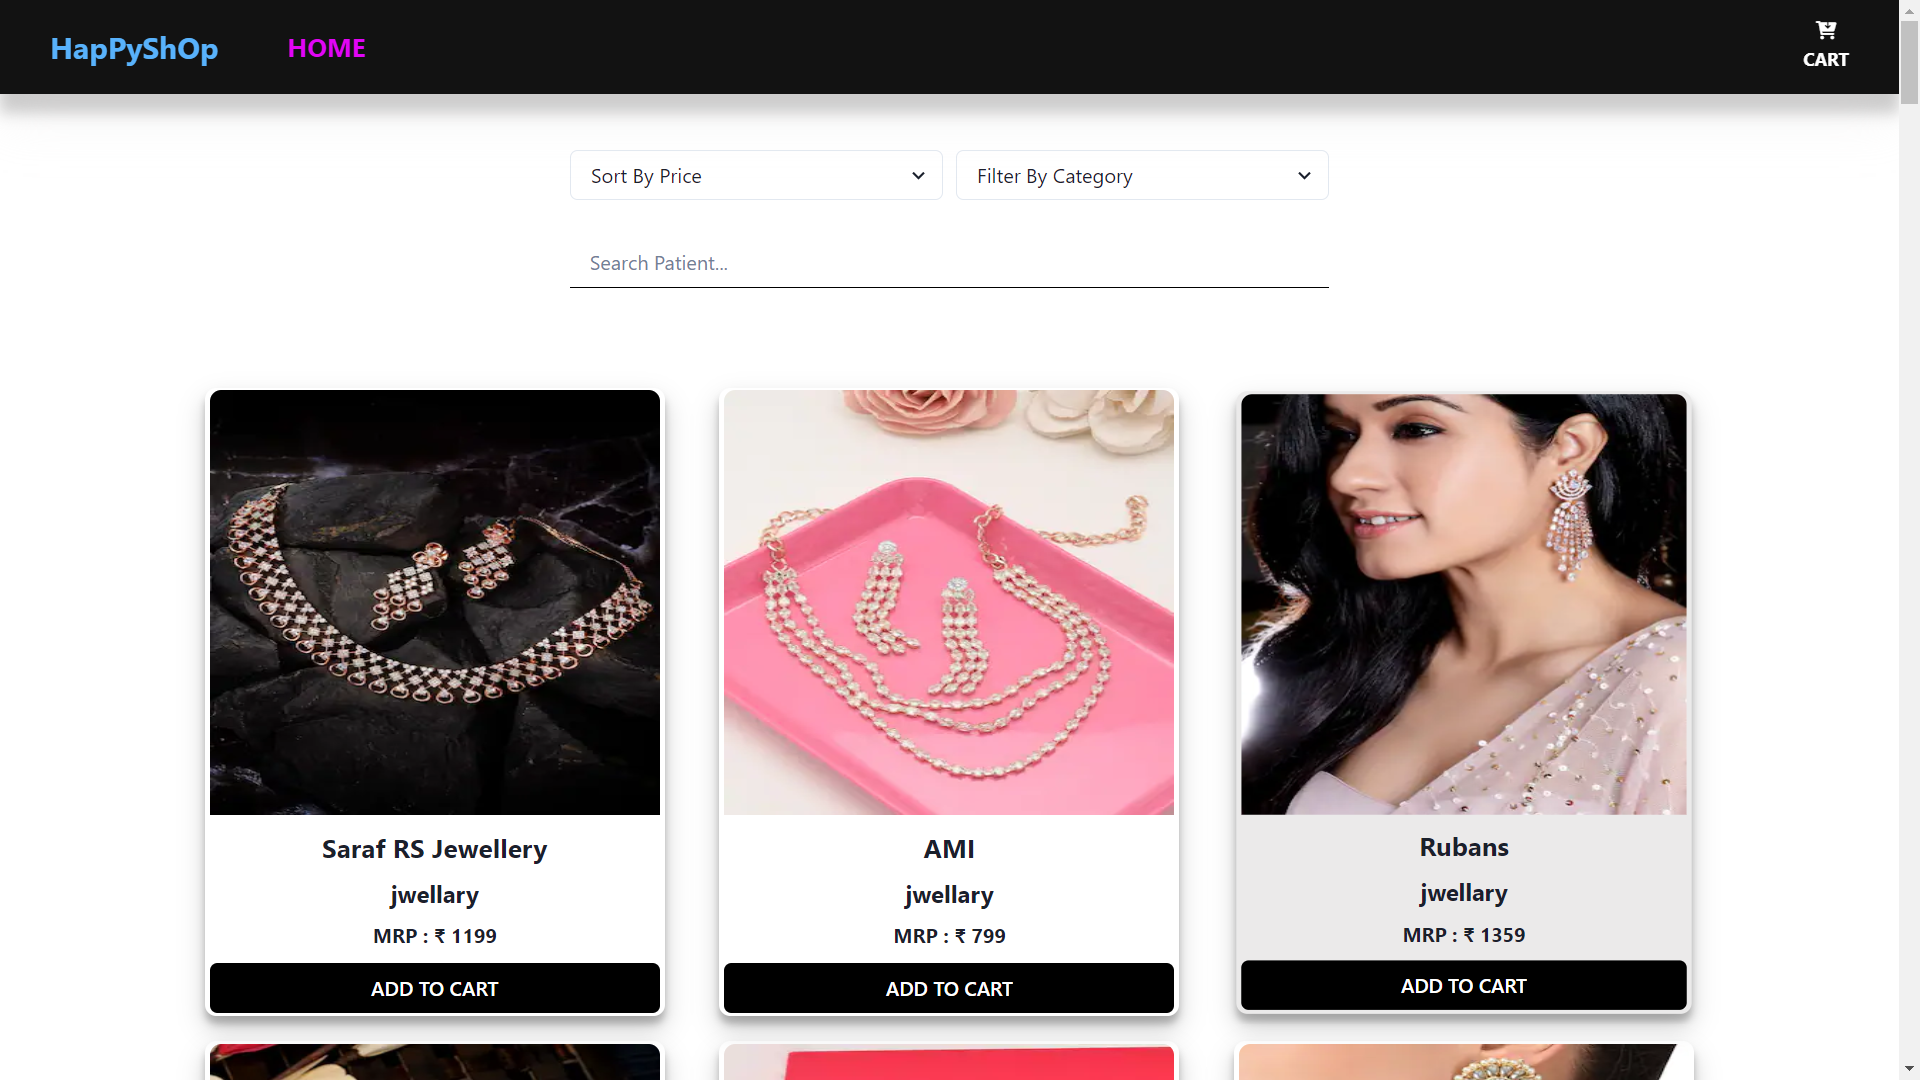 HapPyShOp
HOME
CART
Sort By Price
Filter By Category
Search Patient...
Saraf RS Jewellery
jwellary
MRP : ₹ 1199
ADD TO CART
AMI
jwellary
MRP : ₹ 799
ADD TO CART
Rubans
jwellary
MRP : ₹ 1359
ADD TO CART